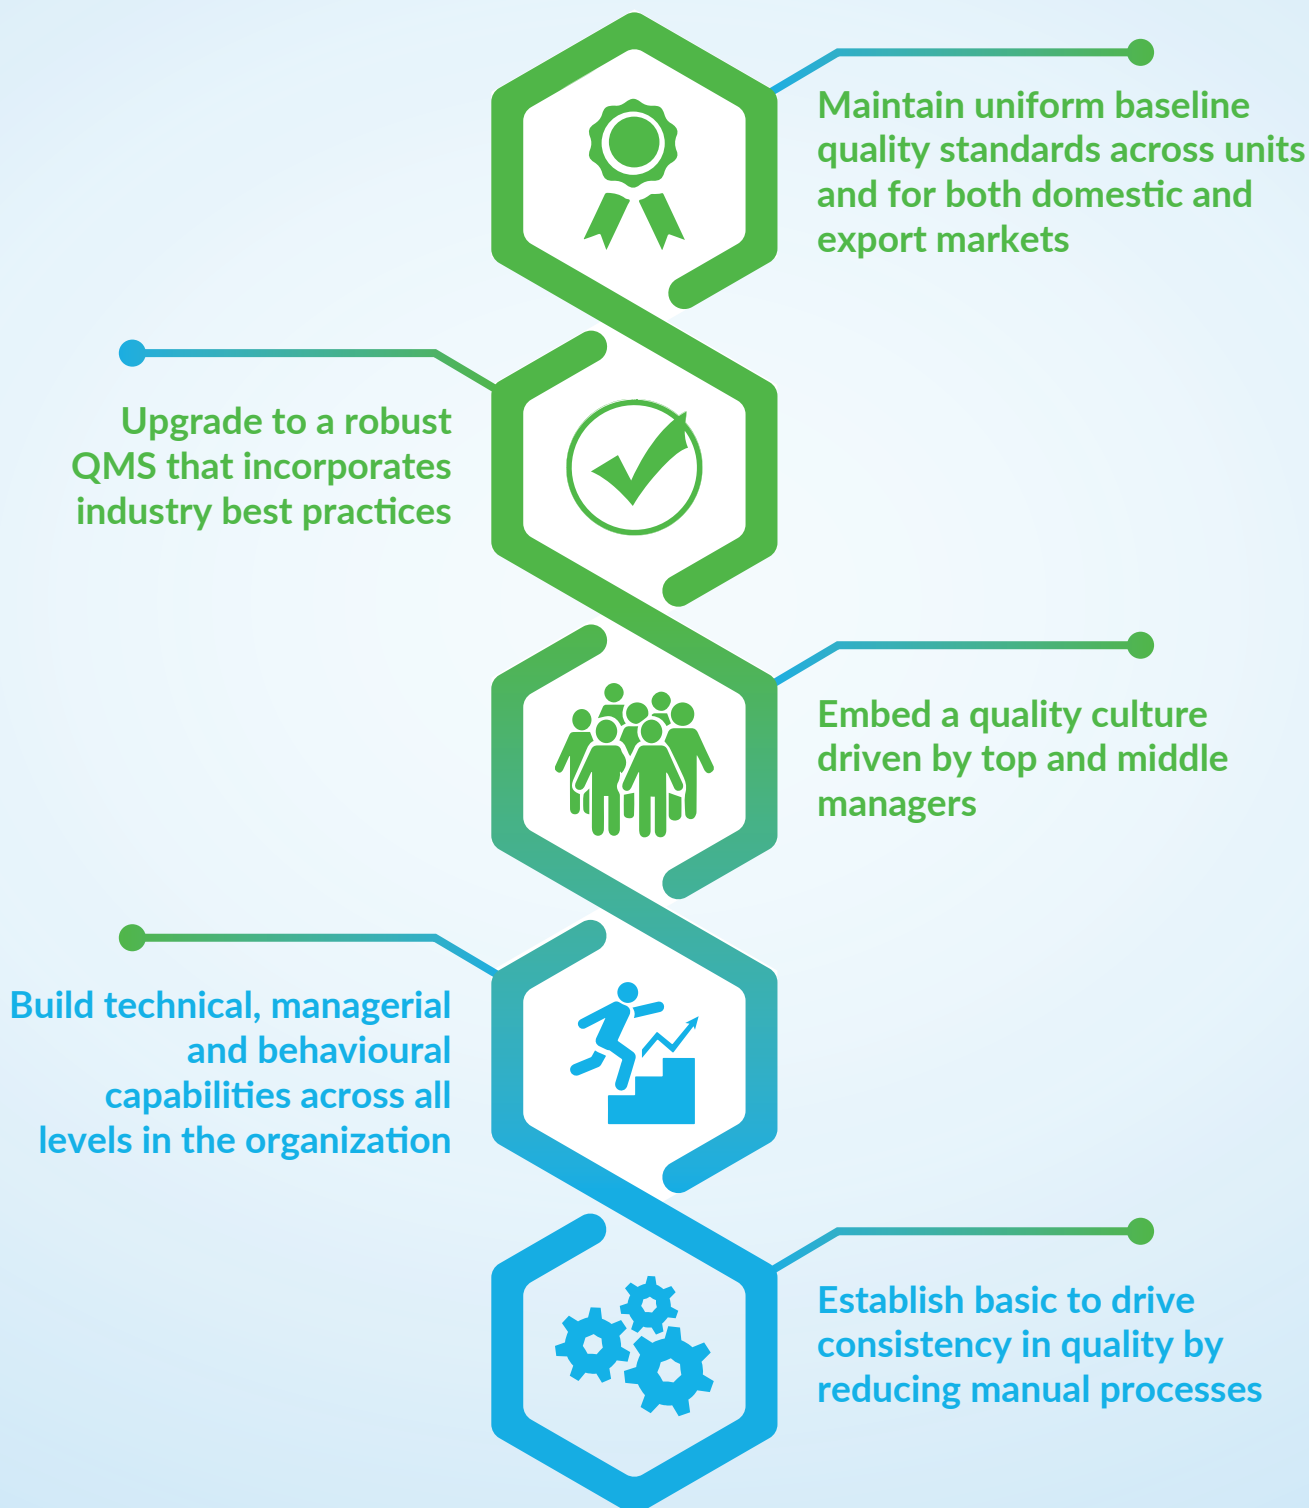 Maintain uniform baseline
quality standards across units
and for both domestic and
export markets
Upgrade to a robust
QMS that incorporates
industry best practices
Embed a quality culture
driven by top and middle
managers
Build technical, managerial
and behavioural
capabilities across all
levels in the organization
Establish basic to drive
consistency in quality by
reducing manual processes